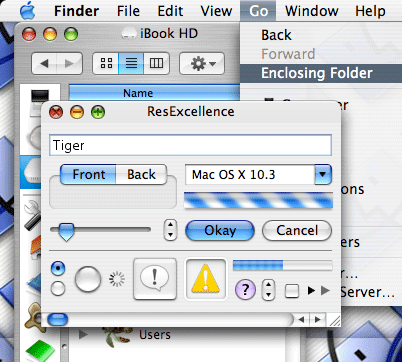 Finder File Edit View Go Window Help
iBook HD
Back
Forward
Enclosing Folder
Name
ResExcellence
Tiger
Front Back
Mac OS X 10.3
Okay Cancel
Server...
Users